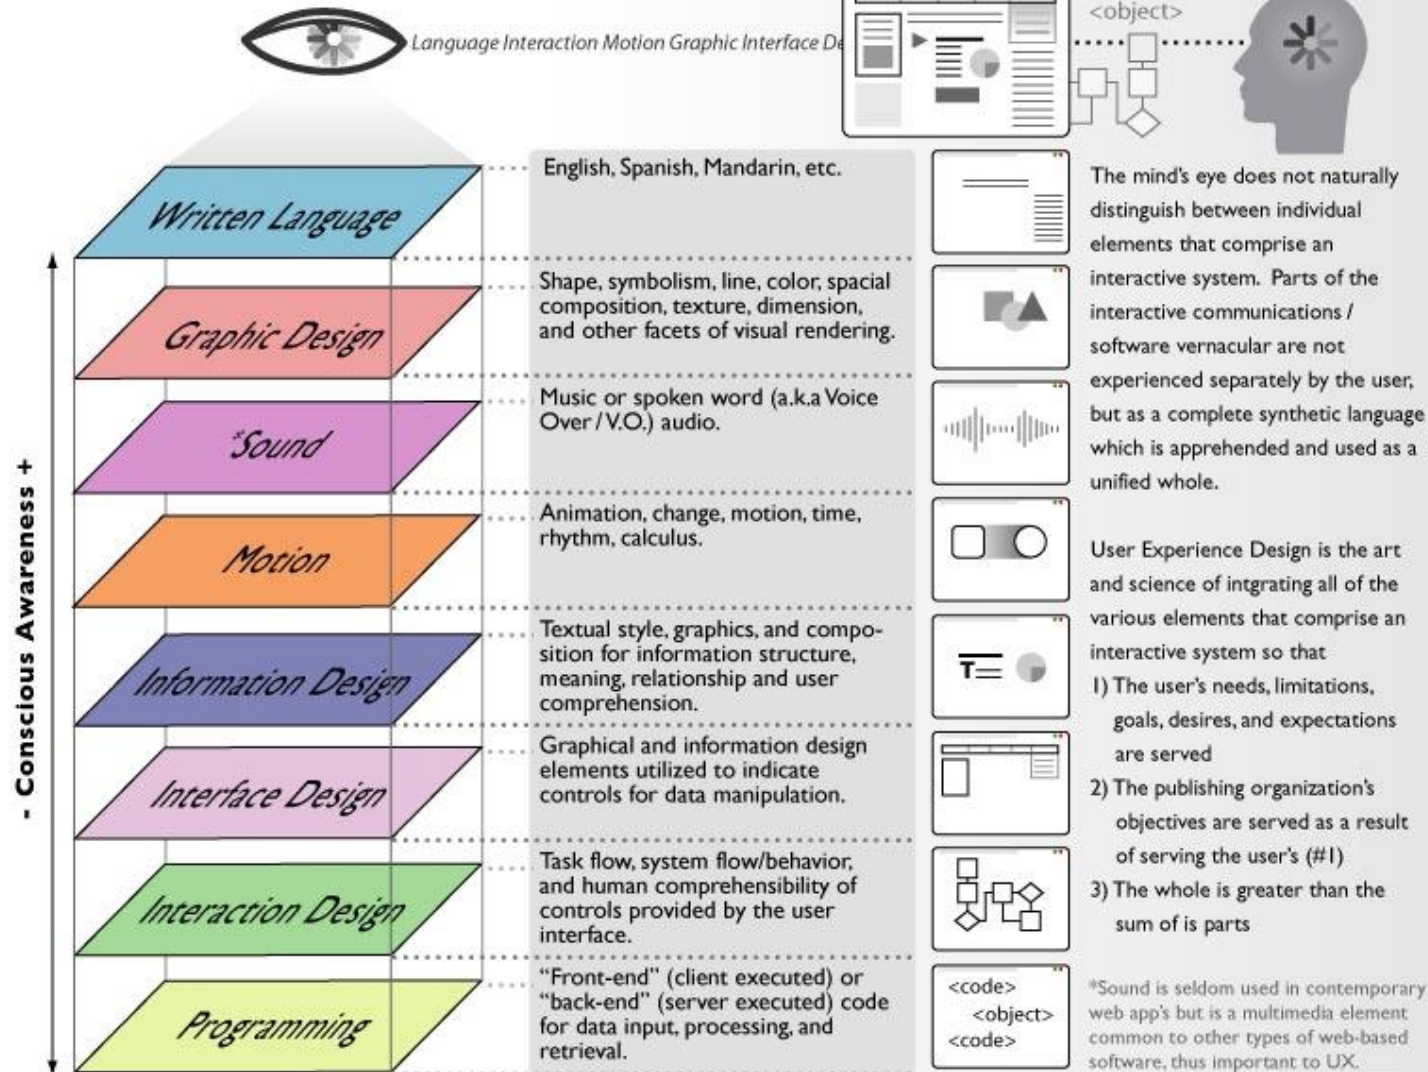 Language Interaction Motion Graphic Interface De
<object>
- Conscious Awareness +
Written Language
English, Spanish, Mandarin, etc.
Graphic Design
Shape, symbolism, line, color, spacial
composition, texture, dimension,
and other facets of visual rendering.
*Sound
Music or spoken word (a.k.a Voice
Over / V.O.) audio.
Motion
Animation, change, motion, time,
rhythm, calculus.
Information Design
Textual style, graphics, and compo-
sition for information structure,
meaning, relationship and user
comprehension.
T
Interface Design
Graphical and information design
elements utilized to indicate
controls for data manipulation.
Interaction Design
Task flow, system flow/behavior,
and human comprehensibility of
controls provided by the user
interface.
Programming
“Front-end” (client executed) or
“back-end” (server executed) code
for data input, processing, and
retrieval.
<code>
<object>
<code>
The mind’s eye does not naturally
distinguish between individual
elements that comprise an
interactive system. Parts of the
interactive communications /
software vernacular are not
experienced separately by the user,
but as a complete synthetic language
which is apprehended and used as a
unified whole.
User Experience Design is the art
and science of intgrating all of the
various elements that comprise an
interactive system so that
1) The user’s needs, limitations,
goals, desires, and expectations
are served
2) The publishing organization’s
objectives are served as a result
of serving the user’s (#1)
3) The whole is greater than the
sum of is parts
*Sound is seldom used in contemporary
web app’s but is a multimedia element
common to other types of web-based
software, thus important to UX.